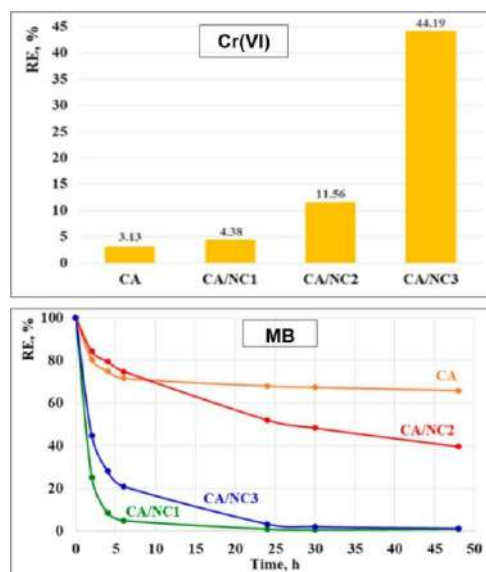 RE, %
45
40
35
30
25
20
15
10
5
0
Cr(VI)
3.13
4.38
11.56
44.19
CA
CA/NC1
CA/NC2
CA/NC3
RE, %
100
80
60
40
20
0
MB
CA
CA/NC2
CA/NC3
CA/NC1
0 5 10 15 20 25 30 35 40 45 50
Time, h